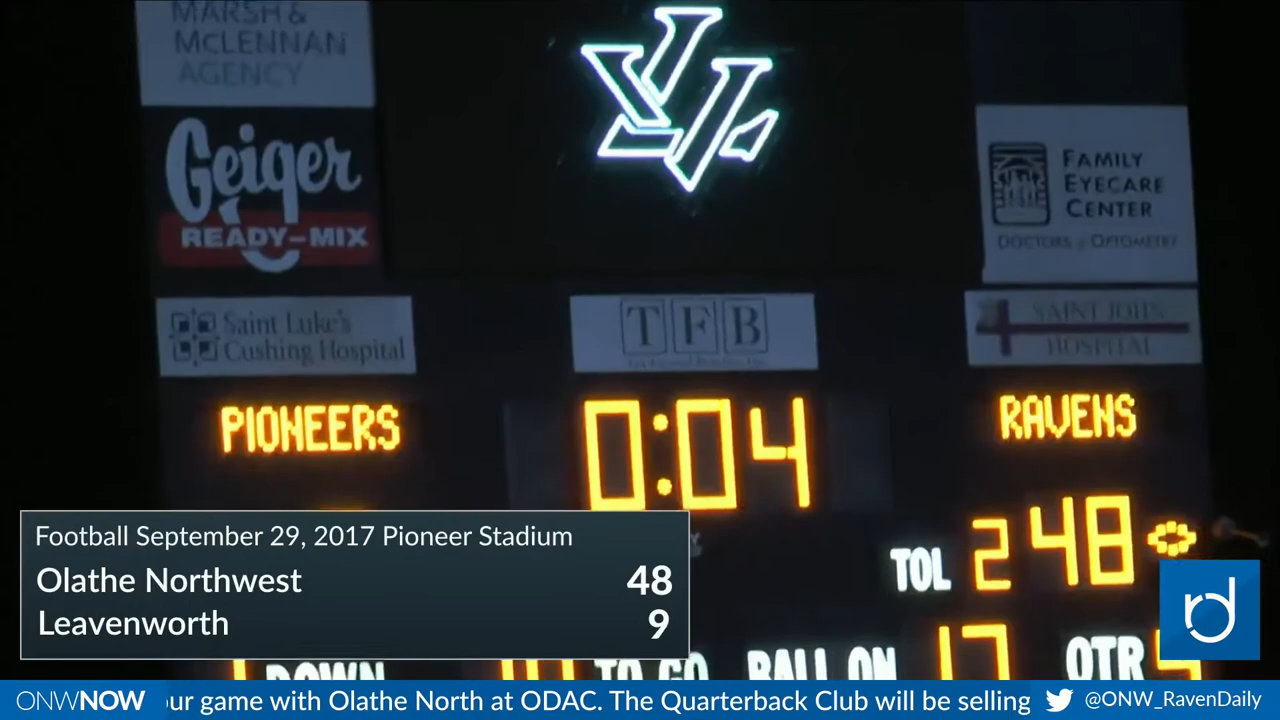 MARSH &
MCLENNAN
AGENCY
Geiger
READY-MIX
FAMILY
EYECARE
CENTER
DOCTORS of OPTOMETRY
Saint Luke's
Cushing Hospital
TFB
SAINT JOHN
HOSPITAL
PIONEERS
0:04
RAVENS
TOL 2 48
DOWN
TO GO
BALL ON 17
QTR
Football September 29, 2017 Pioneer Stadium
Olathe Northwest 48
Leavenworth 9
rd
ONWNOW
ur game with Olathe North at ODAC. The Quarterback Club will be selling
@ONW_RavenDaily